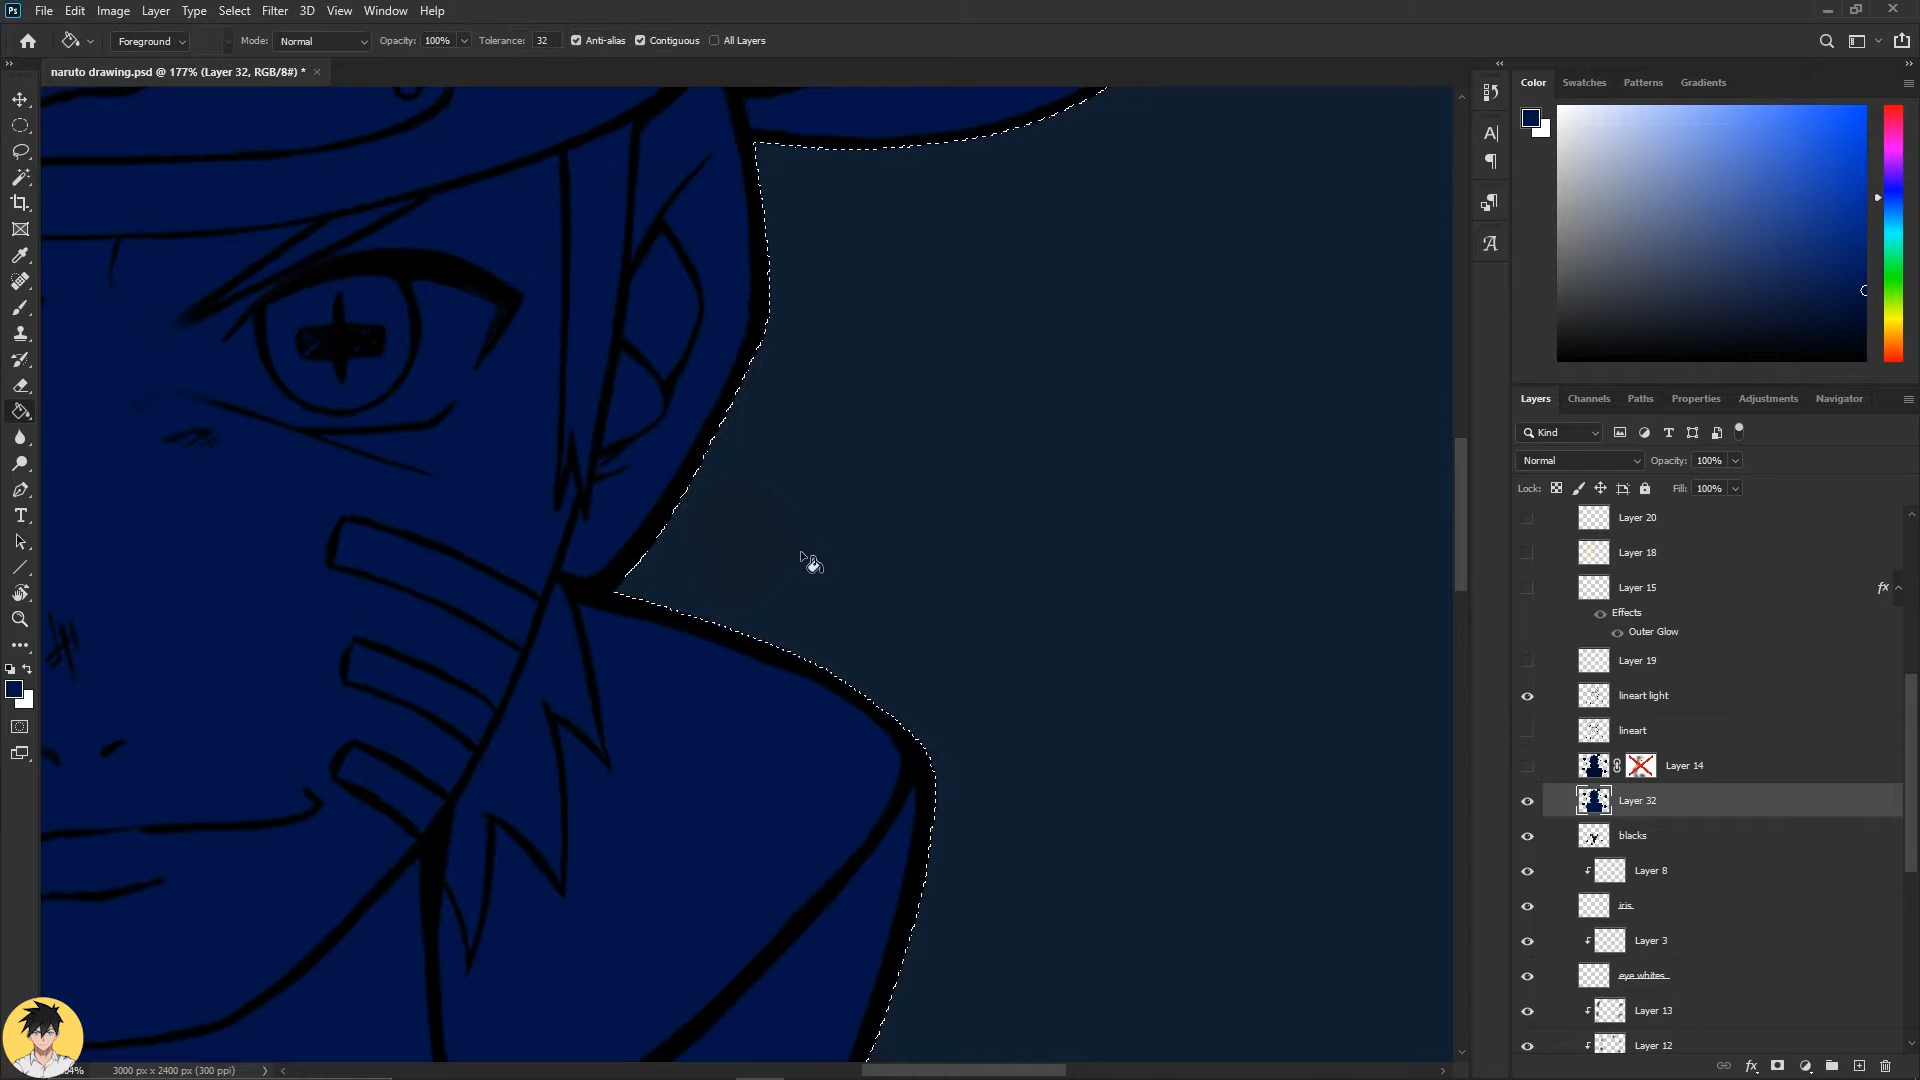 Ps File Edit Image Layer Type Select Filter 3D View Window Help
Foreground Mode: Normal Opacity: 100% Tolerance: 32 Anti-alias Contiguous All Layers
naruto drawing.psd @ 177% (Layer 32, RGB/8#) * ×
Color Swatches Patterns Gradients
Layers Channels Paths Properties Adjustments Navigator
Kind
Normal Opacity: 100%
Lock: Fill: 100%
Layer 20
Layer 18
Layer 15 fx
Effects
Outer Glow
Layer 19
lineart light
lineart
Layer 14
Layer 32
blacks
Layer 8
iris
Layer 3
eye whites
Layer 13
Layer 12
3000 px x 2400 px (300 ppi)
fx